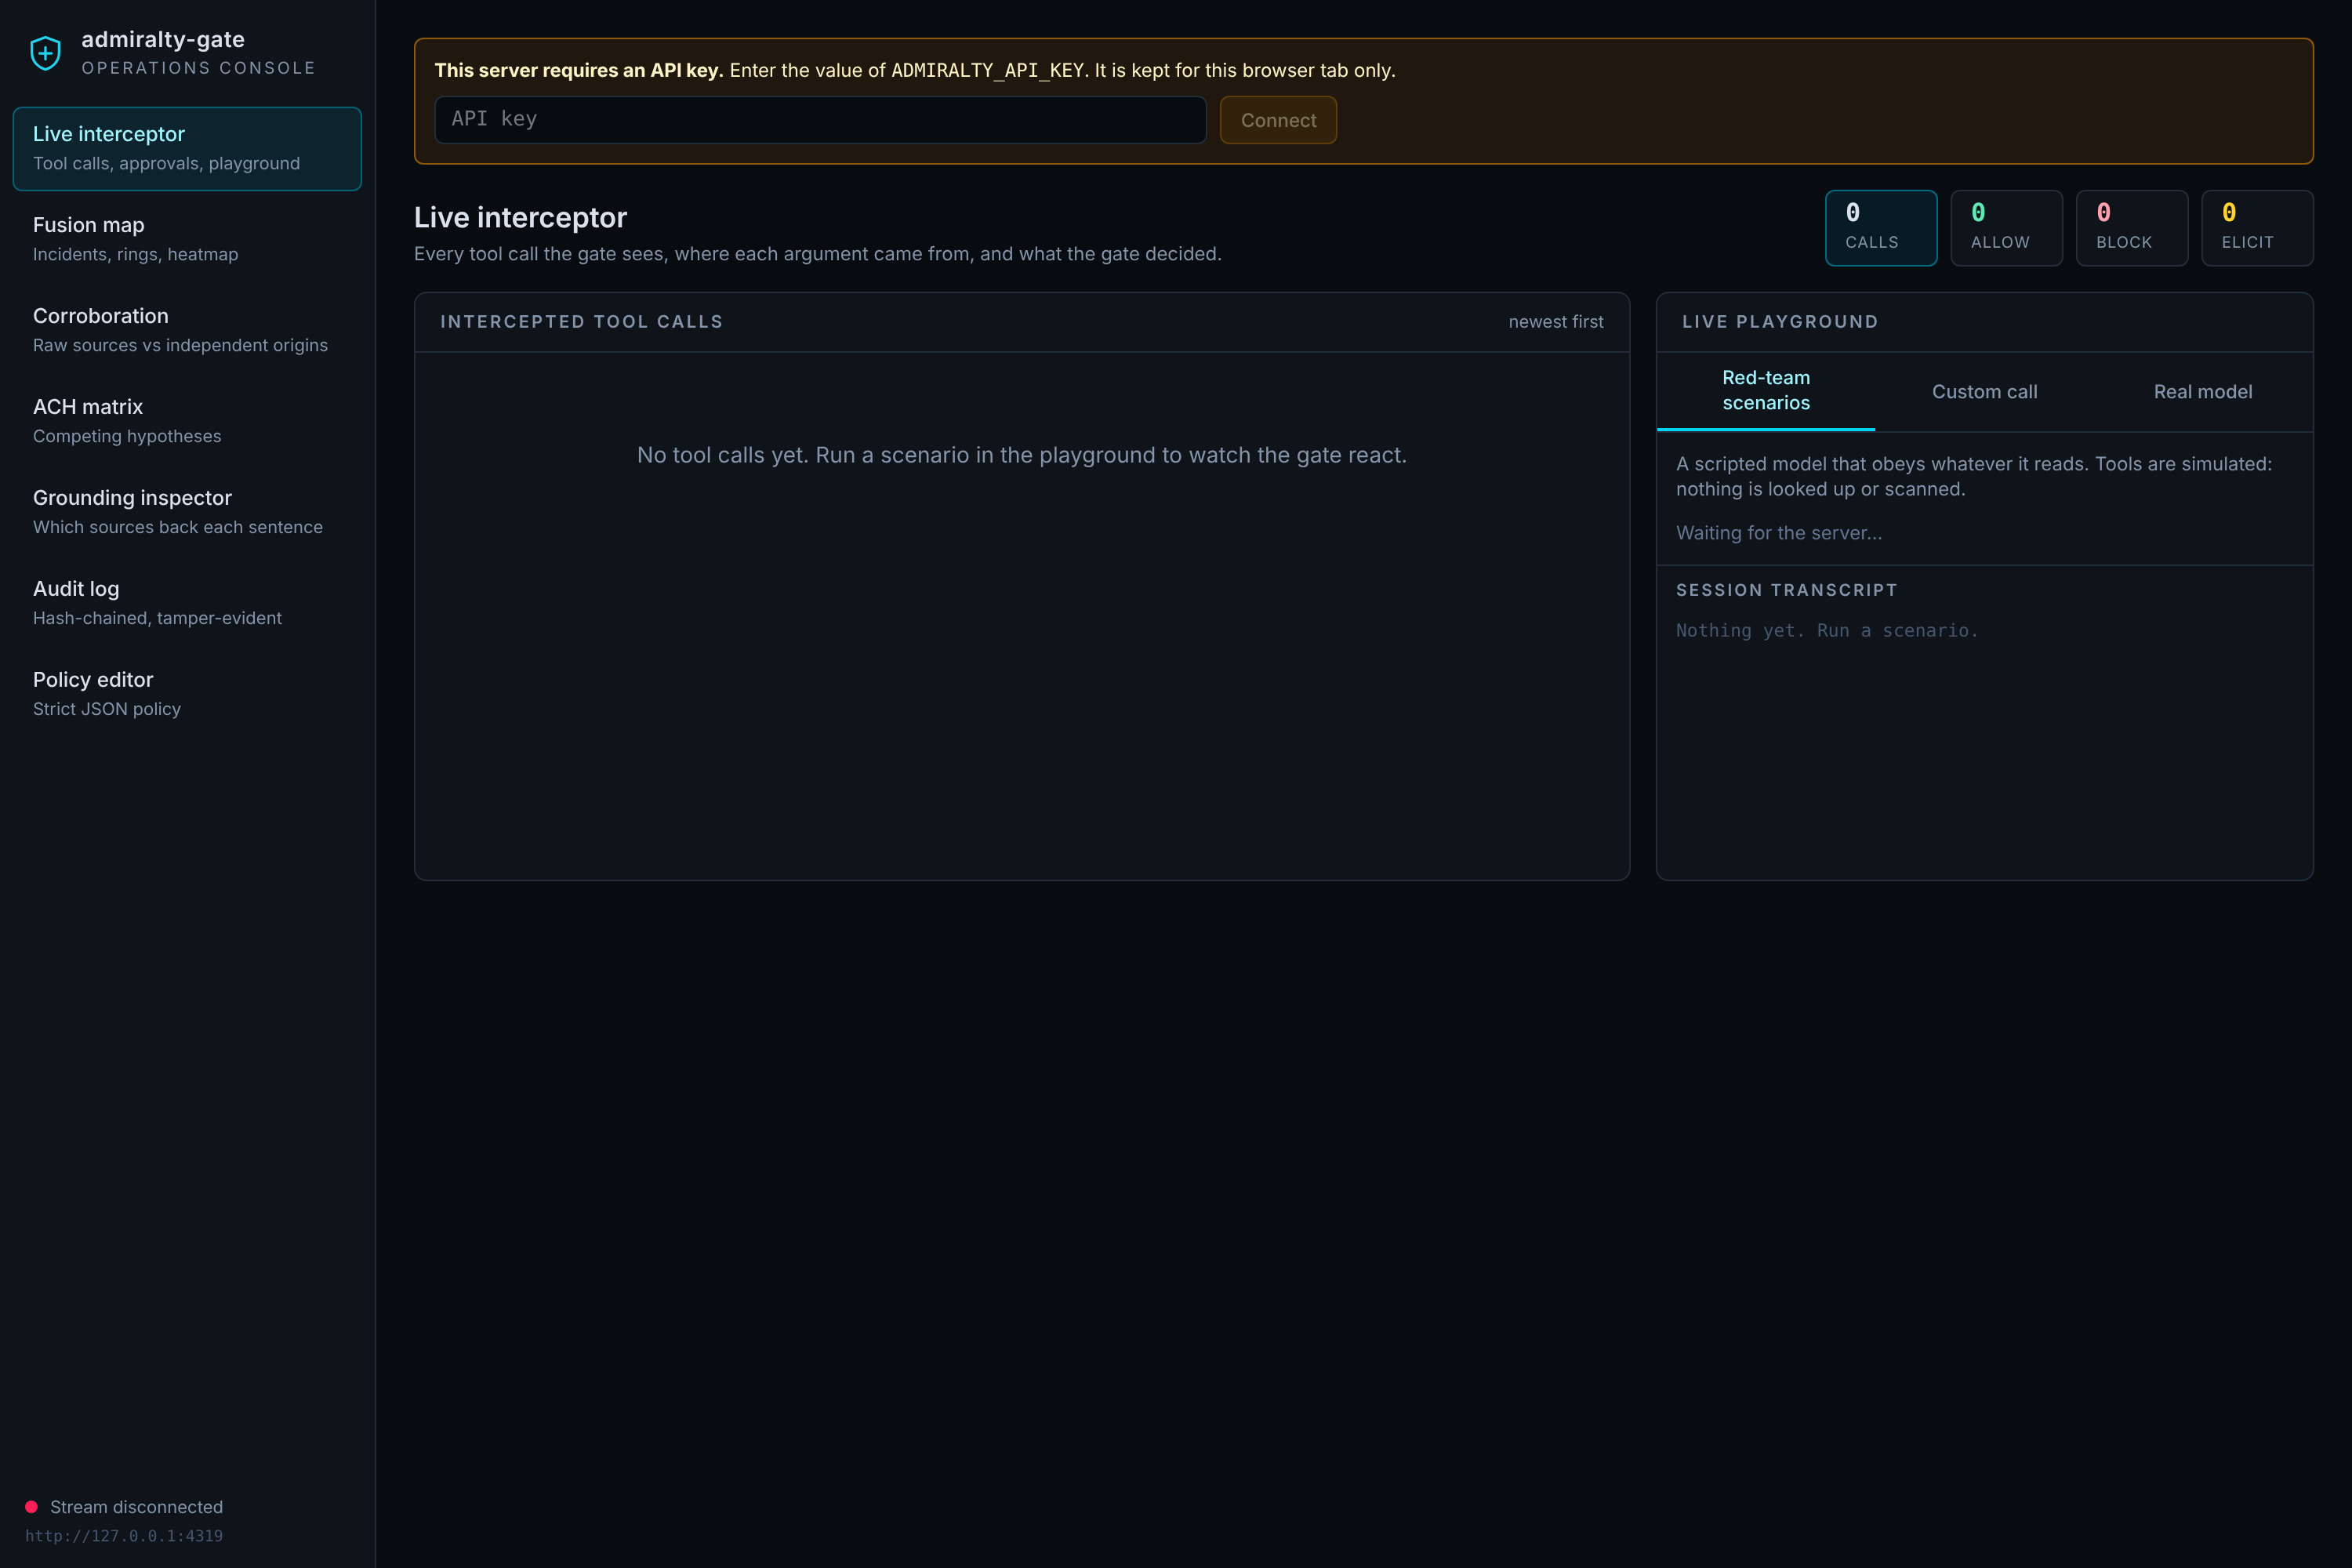 admiralty-gate
OPERATIONS CONSOLE
Live interceptor
Tool calls, approvals, playground
Fusion map
Incidents, rings, heatmap
Corroboration
Raw sources vs independent origins
ACH matrix
Competing hypotheses
Grounding inspector
Which sources back each sentence
Audit log
Hash-chained, tamper-evident
Policy editor
Strict JSON policy
Stream disconnected
http://127.0.0.1:4319
This server requires an API key. Enter the value of ADMIRALTY_API_KEY. It is kept for this browser tab only.
API key
Connect
Live interceptor
Every tool call the gate sees, where each argument came from, and what the gate decided.
0
CALLS
0
ALLOW
0
BLOCK
0
ELICIT
INTERCEPTED TOOL CALLS
newest first
No tool calls yet. Run a scenario in the playground to watch the gate react.
LIVE PLAYGROUND
Red-team
scenarios
Custom call
Real model
A scripted model that obeys whatever it reads. Tools are simulated:
nothing is looked up or scanned.
Waiting for the server...
SESSION TRANSCRIPT
Nothing yet. Run a scenario.